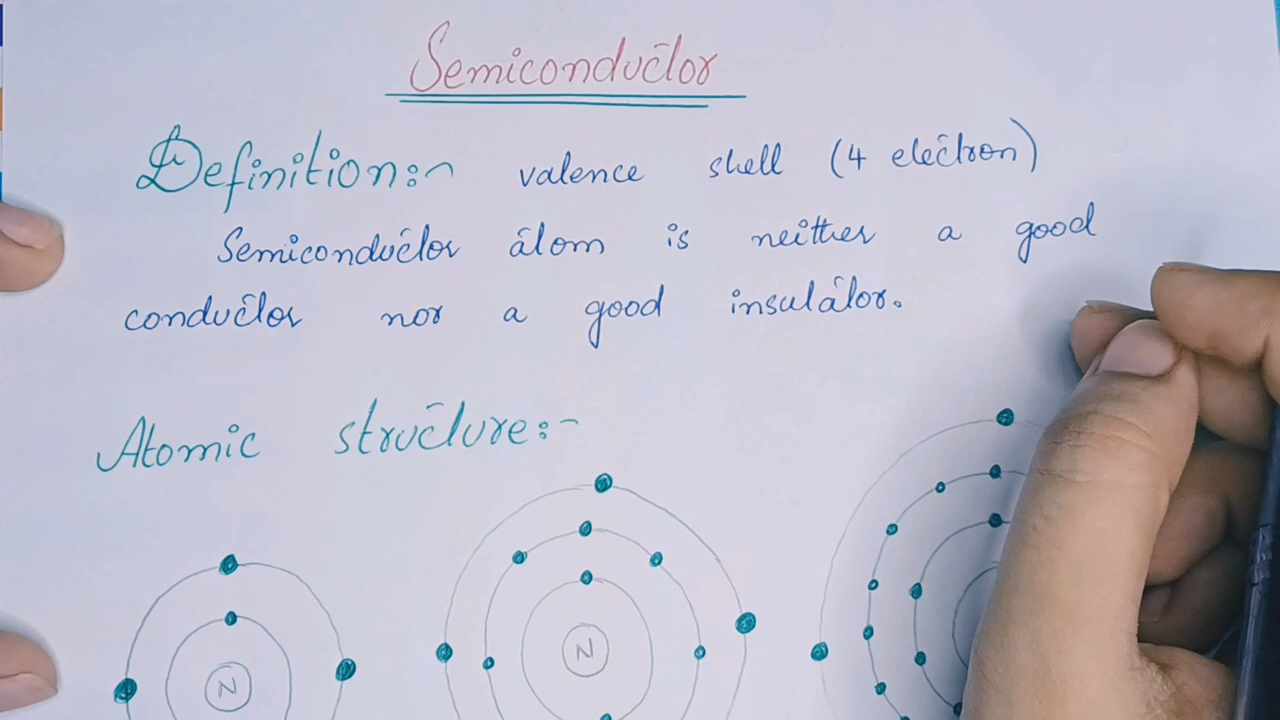 Semiconductor
Definition:- valence shell (4 electron)
Semiconductor atom is neither a good
conductor nor a good insulator.
Atomic structure:-
N N